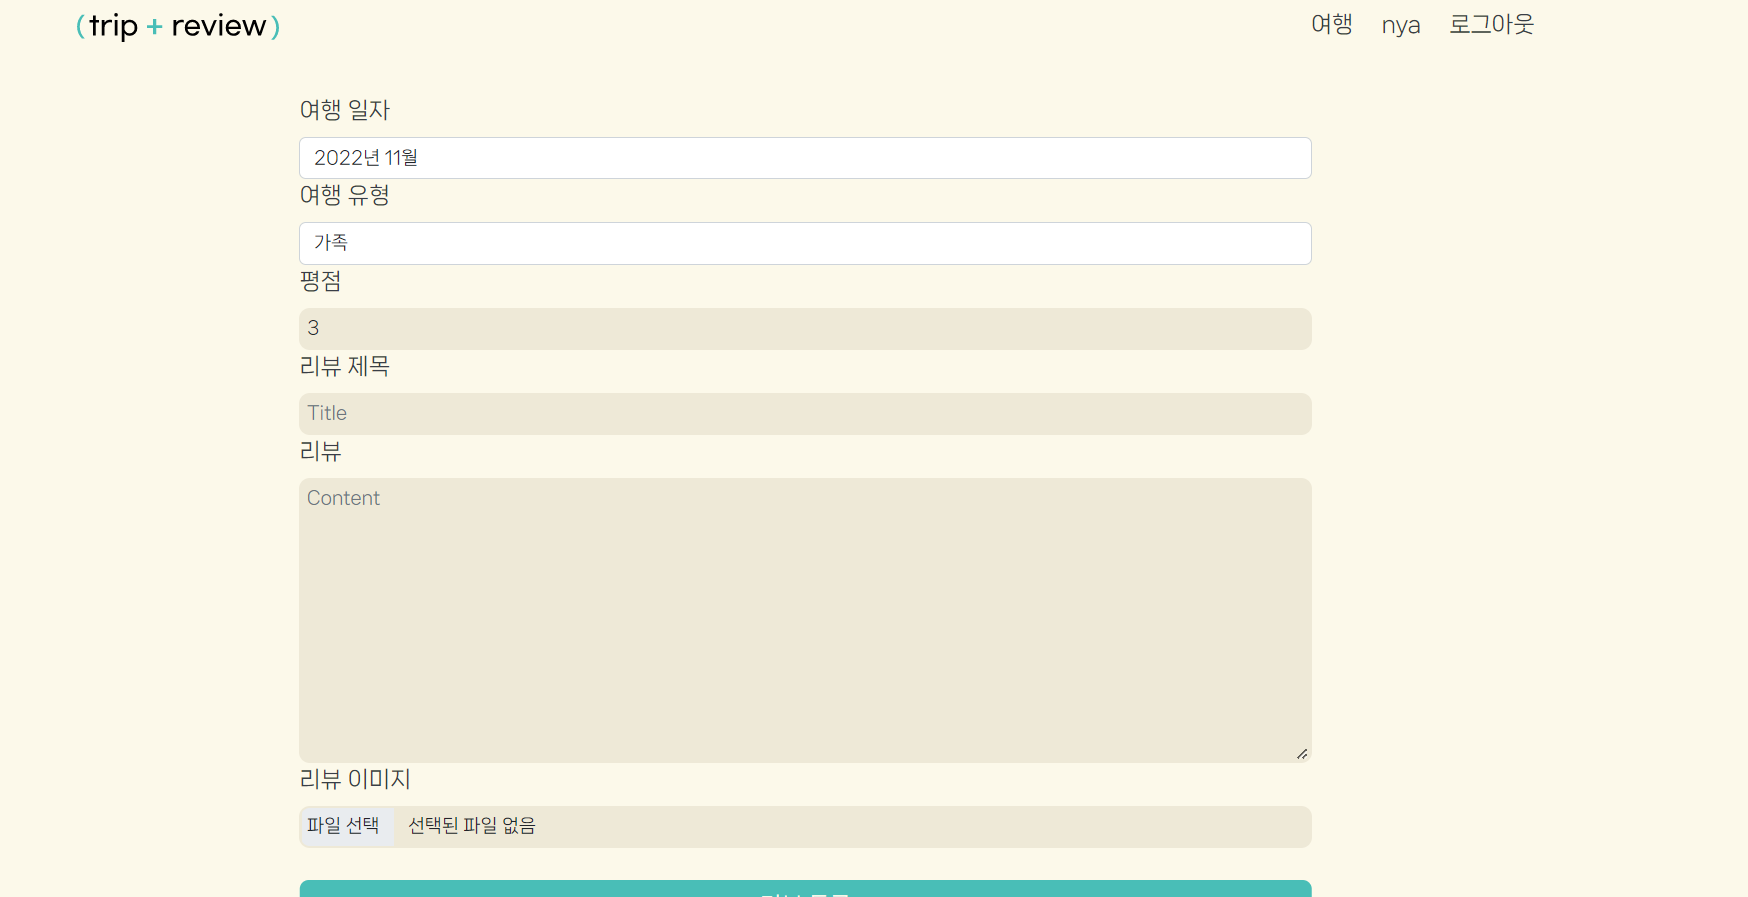 (trip + review)
여행 nya 로그아웃
여행 일자
2022년 11월
여행 유형
가족
평점
3
리뷰 제목
Title
리뷰
Content
리뷰 이미지
파일 선택 선택된 파일 없음